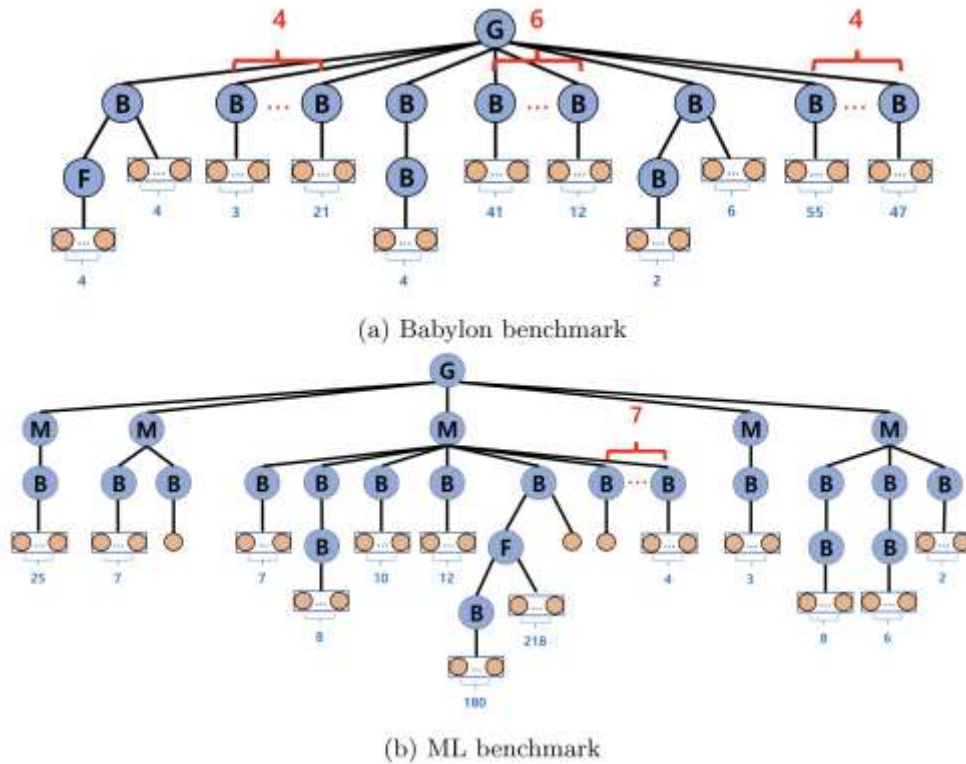 4 6 4
G
B B ... B B B ... B B B ... B
F ... ... ... B ... ... B ... ... ...
4 3 21 41 12 6 55 47
... ... ...
4 4 2
(a) Babylon benchmark
G
7
M M M M M
B B B B B B B B B ... B B B B B
... ... ... B ... ... F ... ... B B ...
25 7 7 10 12 4 3 2
... B ... ... ...
8 218 8 6
...
180
(b) ML benchmark